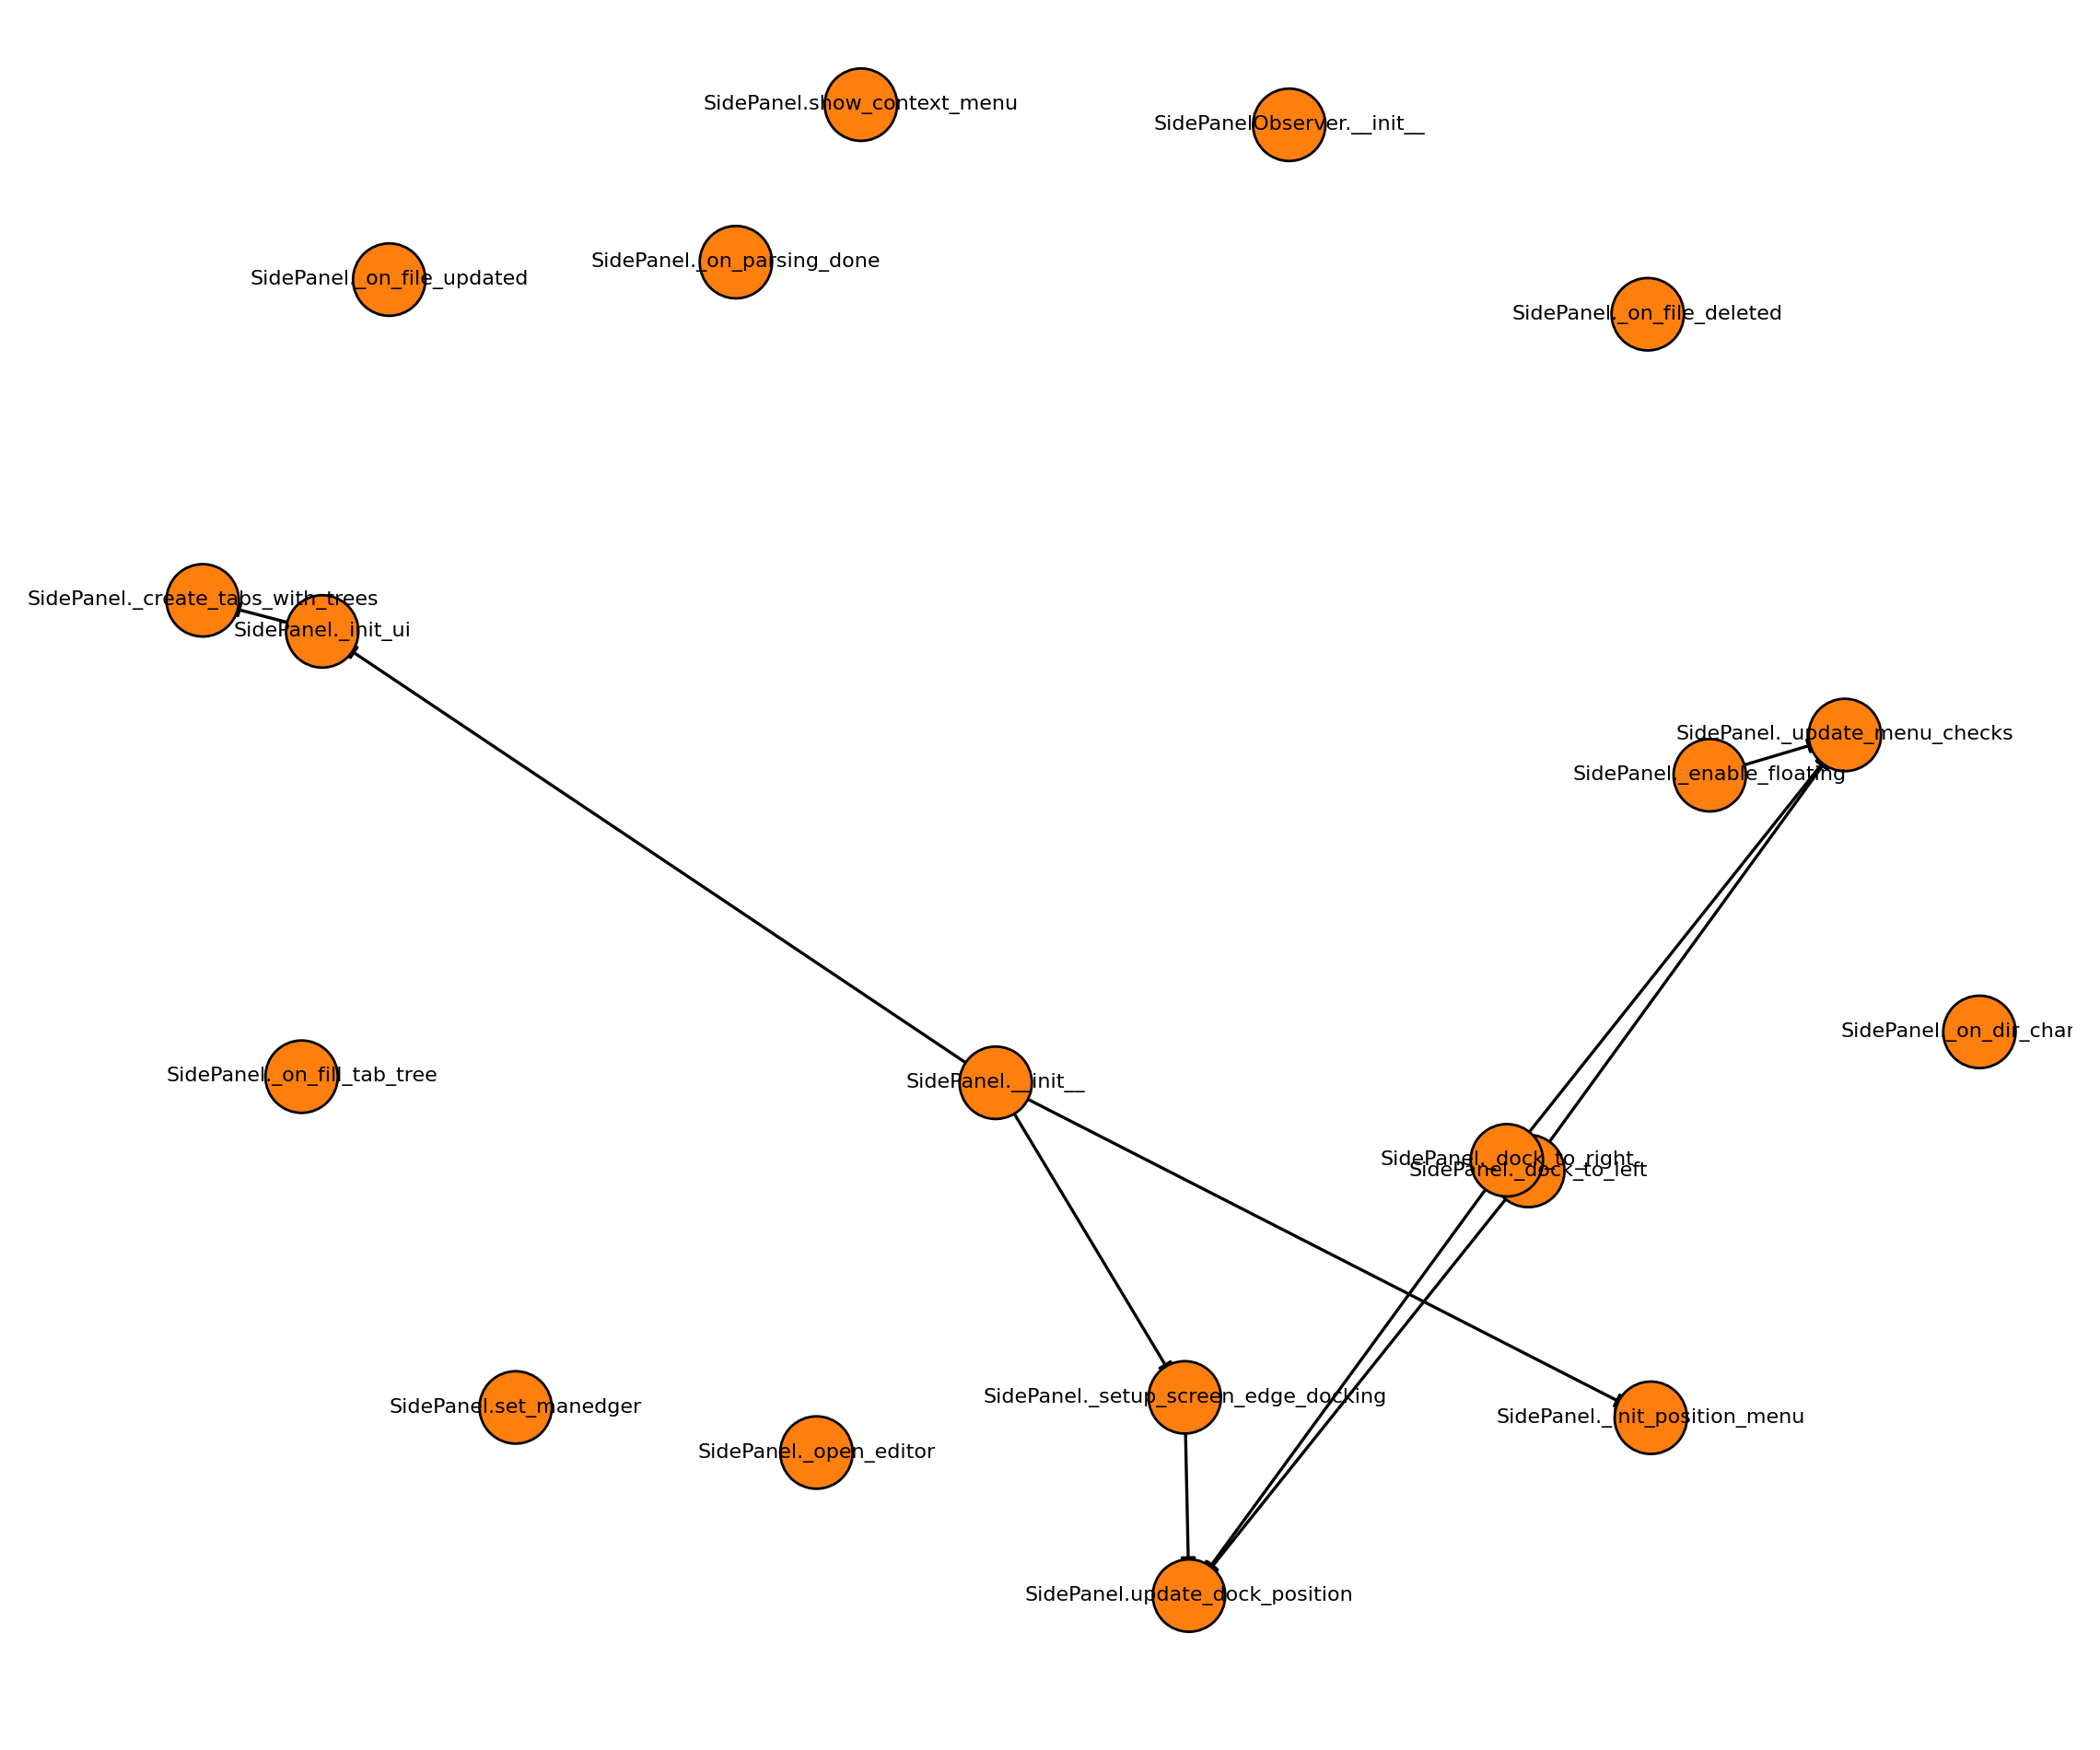 SidePanel.show_context_menu
SidePanelObserver.__init__
SidePanel._on_parsing_done
SidePanel._on_file_updated
SidePanel._on_file_deleted
SidePanel._create_tabs_with_trees
SidePanel._init_ui
SidePanel._update_menu_checks
SidePanel._enable_floating
SidePanel._on_dir_char
SidePanel._on_fill_tab_tree
SidePanel.__init__
SidePanel._dock_to_right
SidePanel._dock_to_left
SidePanel._setup_screen_edge_docking
SidePanel.set_manedger
SidePanel._init_position_menu
SidePanel._open_editor
SidePanel.update_dock_position